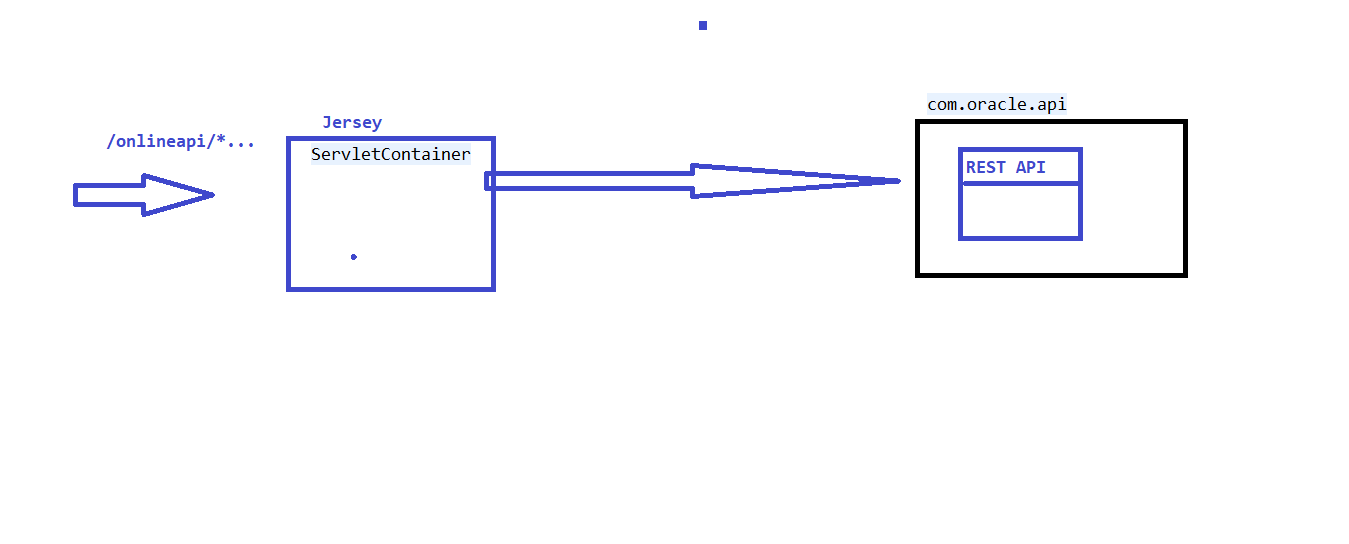 com.oracle.api
Jersey
/onlineapi/*...
ServletContainer
REST API